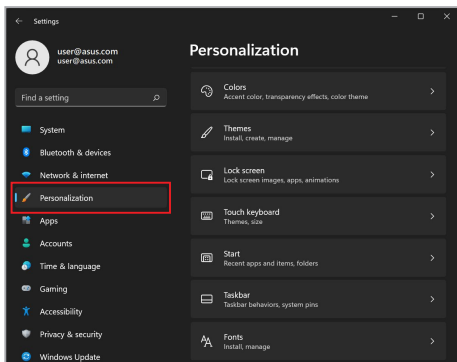 Settings
user@asus.com
user@asus.com
Find a setting
System
Bluetooth & devices
Network & internet
Personalization
Apps
Accounts
Time & language
Gaming
Accessibility
Privacy & security
Windows Update
Personalization
Colors
Accent color, transparency effects, color theme
Themes
Install, create, manage
Lock screen
Lock screen images, apps, animations
Touch keyboard
Themes, size
Start
Recent apps and items, folders
Taskbar
Taskbar behaviors, system pins
Fonts
Install, manage